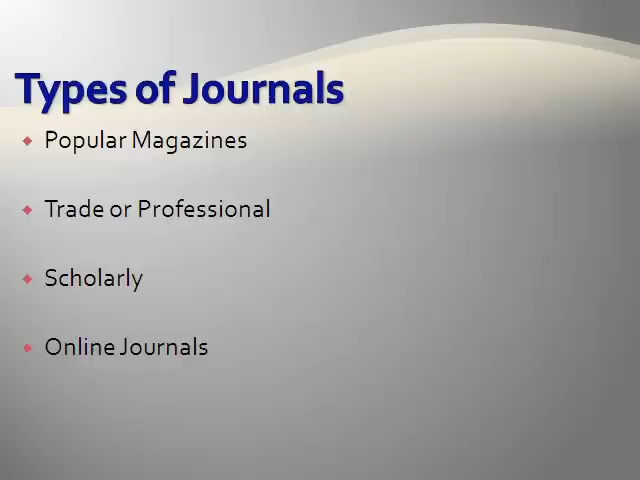 Types of Journals
Popular Magazines
Trade or Professional
Scholarly
Online Journals